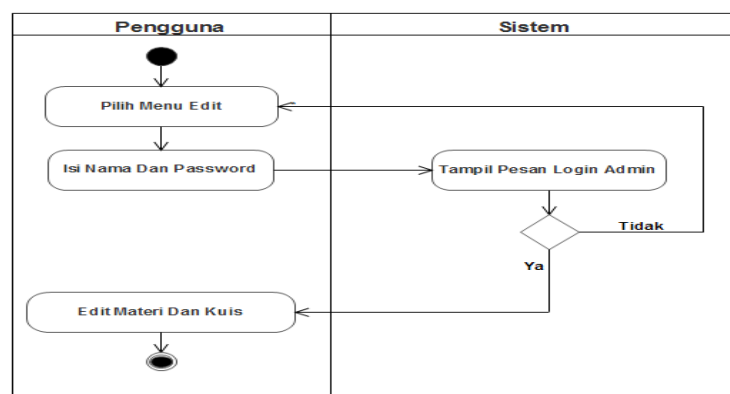 Pengguna
Sistem
Pilih Menu Edit
Isi Nama Dan Password
Tampil Pesan Login Admin
Tidak
Ya
Edit Materi Dan Kuis